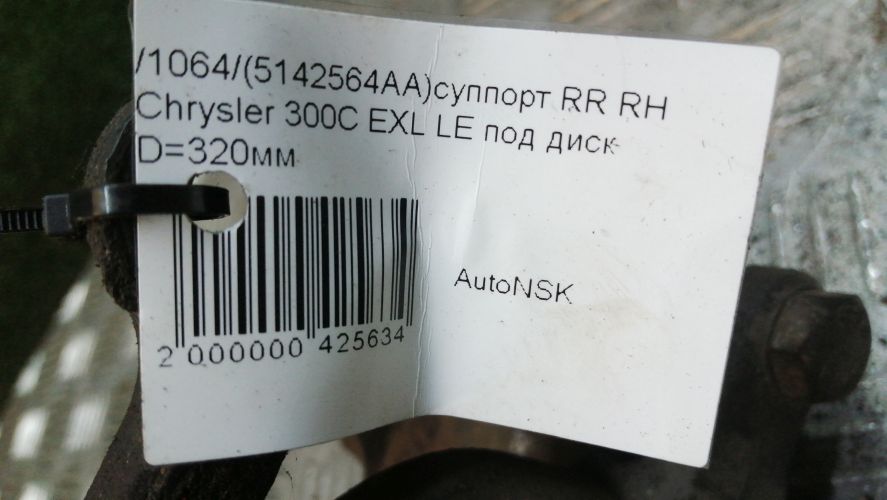 /1064/(5142564AA)суппорт RR RH
Chrysler 300C EXL LE под диск
D=320мм
AutoNSK
2 000000 425634